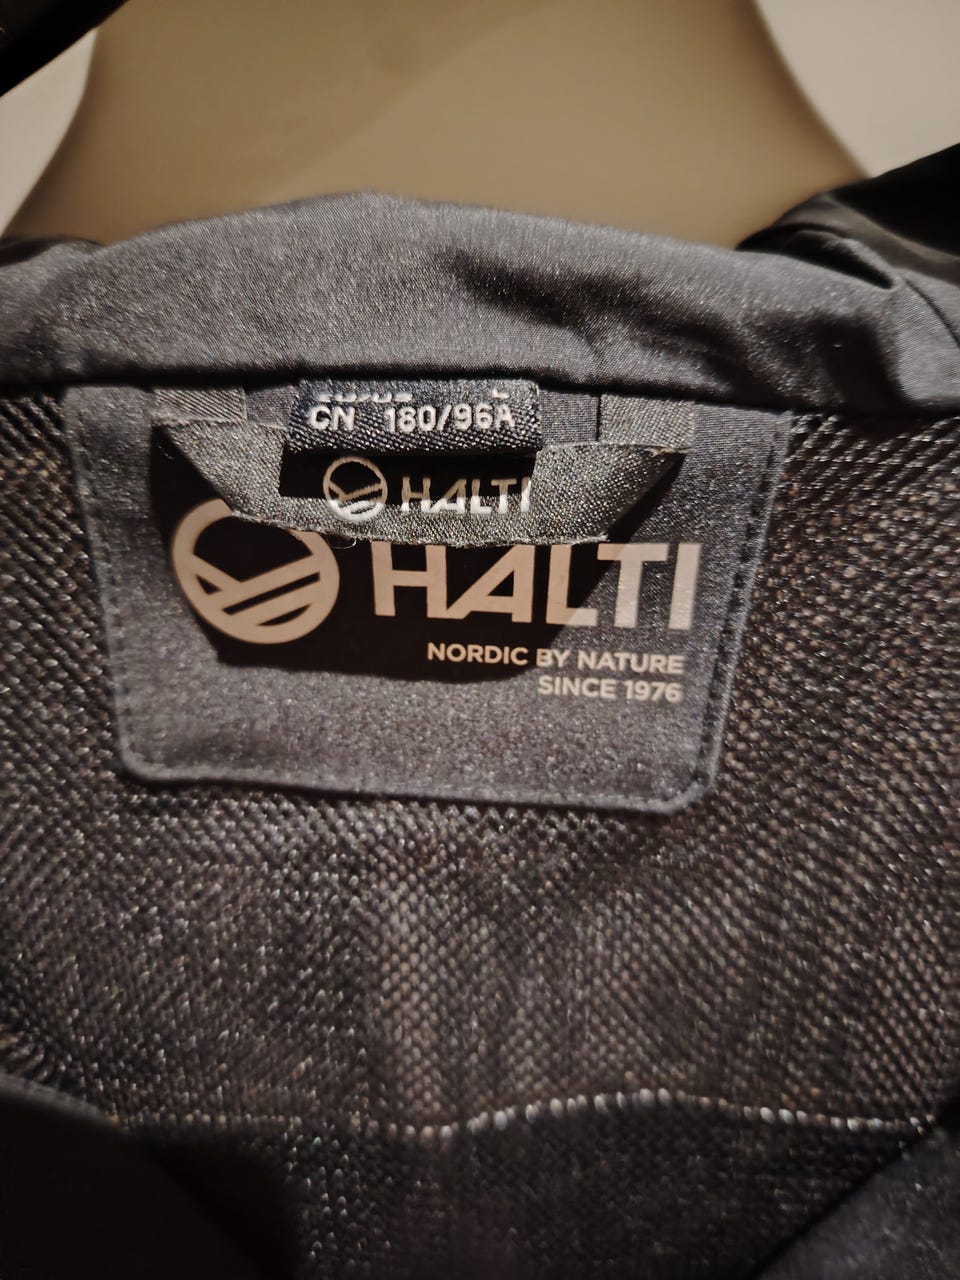 CN 180/96A
HALTI
HALTI
NORDIC BY NATURE
SINCE 1976